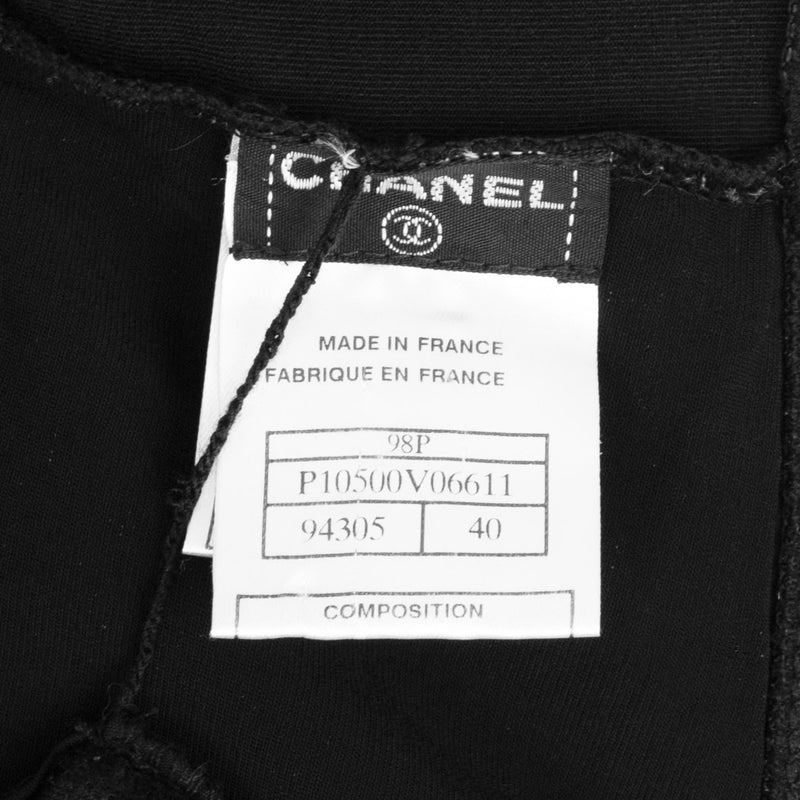 CHANEL
MADE IN FRANCE
FABRIQUE EN FRANCE
98P
P10500V06611
94305 40
COMPOSITION